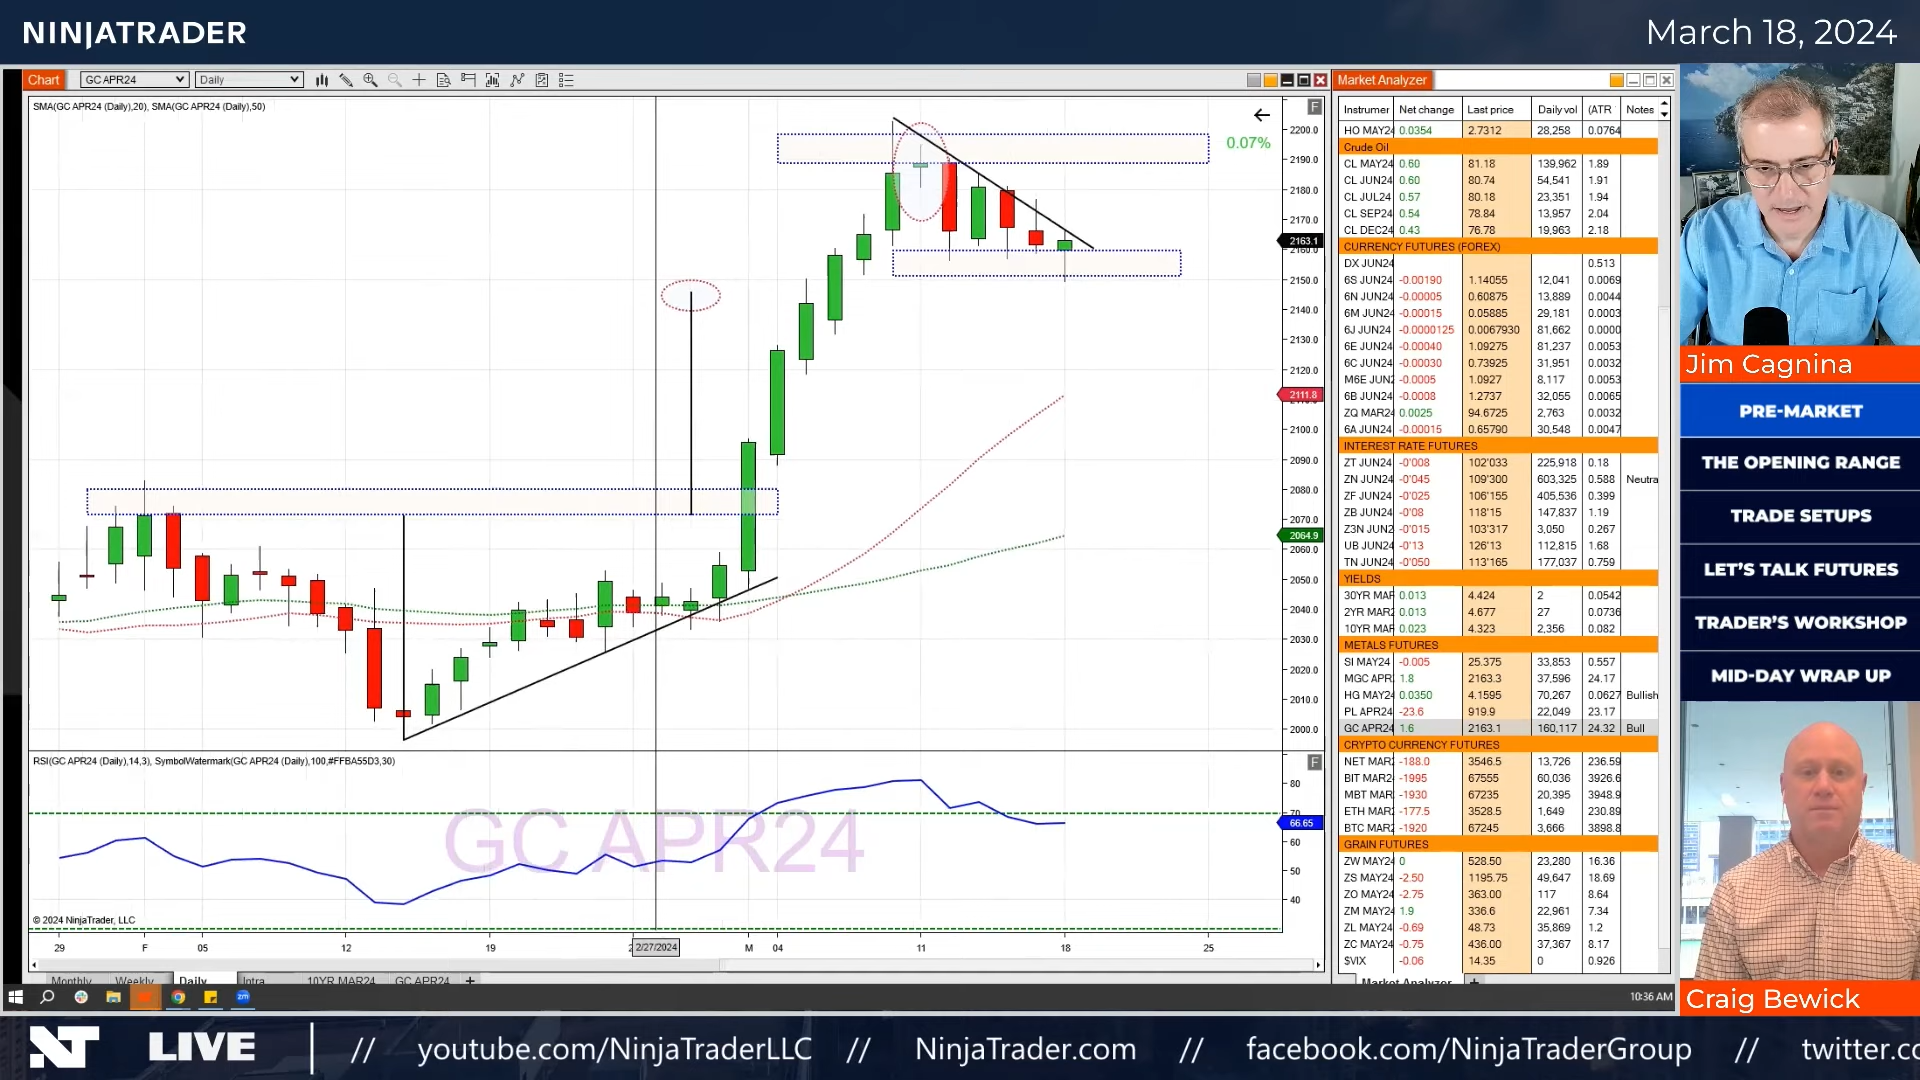 NINJATRADER
March 18, 2024
Chart
GC APR24
Daily
Market Analyzer
SMA(GC APR24 (Daily),20), SMA(GC APR24 (Daily),50)
F
0.07%
2200.0
2190.0
2180.0
2170.0
2163.1
2160.0
2150.0
2140.0
2130.0
2120.0
2111.8
2100.0
2090.0
2080.0
2070.0
2064.9
2060.0
2050.0
2040.0
2030.0
2020.0
2010.0
2000.0
RSI(GC APR24 (Daily),14,3), SymbolWatermark(GC APR24 (Daily),100,#FFBA55D3,30)
F
GC APR24
80
70
66.65
60
50
40
© 2024 NinjaTrader, LLC
29 F 05 12 19 2/27/2024 M 04 11 18 25
Monthly Weekly Daily Intra 10YR MAR24 GC APR24 +
Instrumer Net change Last price Daily vol (ATR Notes
HO MAY24 0.0354 2.7312 28,258 0.0764
Crude Oil
CL MAY24 0.60 81.18 139,962 1.89
CL JUN24 0.60 80.74 54,541 1.91
CL JUL24 0.57 80.18 23,351 1.94
CL SEP24 0.54 78.84 13,957 2.04
CL DEC24 0.43 76.78 19,963 2.18
CURRENCY FUTURES (FOREX)
DX JUN24 0.513
6S JUN24 -0.00190 1.14055 12,041 0.0069
6N JUN24 -0.00005 0.60875 13,889 0.0044
6M JUN24 -0.00015 0.05885 29,181 0.0003
6J JUN24 -0.0000125 0.0067930 81,662 0.0000
6E JUN24 -0.00040 1.09275 81,237 0.0053
6C JUN24 -0.00030 0.73925 31,951 0.0032
M6E JUN2 -0.0005 1.0927 8,117 0.0053
6B JUN24 -0.0008 1.2737 32,055 0.0065
ZQ MAR24 0.0025 94.6725 2,763 0.0032
6A JUN24 -0.00015 0.65790 30,548 0.0047
INTEREST RATE FUTURES
ZT JUN24 -0'008 102'033 225,918 0.18
ZN JUN24 -0'045 109'300 603,325 0.588 Neutra
ZF JUN24 -0'025 106'155 405,536 0.399
ZB JUN24 -0'08 118'15 147,837 1.19
Z3N JUN2 -0'015 103'317 3,050 0.267
UB JUN24 -0'13 126'13 112,815 1.68
TN JUN24 -0'050 113'165 177,037 0.759
YIELDS
30YR MAR 0.013 4.424 2 0.0542
2YR MAR2 0.013 4.677 27 0.0736
10YR MAR 0.023 4.323 2,356 0.082
METALS FUTURES
SI MAY24 -0.005 25.375 33,853 0.557
MGC APR 1.8 2163.3 37,596 24.17
HG MAY24 0.0350 4.1595 70,267 0.0627 Bullish
PL APR24 -23.6 919.9 22,049 23.17
GC APR24 1.6 2163.1 160,117 24.32 Bull
CRYPTO CURRENCY FUTURES
NET MAR -188.0 3546.5 13,726 236.59
BIT MAR2 -1995 67555 60,036 3926.6
MBT MAR -1930 67235 20,395 3948.9
ETH MAR -177.5 3528.5 1,649 230.89
BTC MAR -1920 67245 3,666 3898.8
GRAIN FUTURES
ZW MAY24 0 528.50 23,280 16.36
ZS MAY24 -2.50 1195.75 49,647 18.69
ZO MAY24 -2.75 363.00 117 8.64
ZM MAY24 1.9 336.6 22,961 7.34
ZL MAY24 -0.69 48.73 35,869 1.2
ZC MAY24 -0.75 436.00 37,367 8.17
$VIX -0.06 14.35 0 0.926
Market Analyzer +
Jim Cagnina
PRE-MARKET
THE OPENING RANGE
TRADE SETUPS
LET'S TALK FUTURES
TRADER'S WORKSHOP
MID-DAY WRAP UP
Craig Bewick
10:36 AM
NT LIVE // youtube.com/NinjaTraderLLC // NinjaTrader.com // facebook.com/NinjaTraderGroup // twitter.co